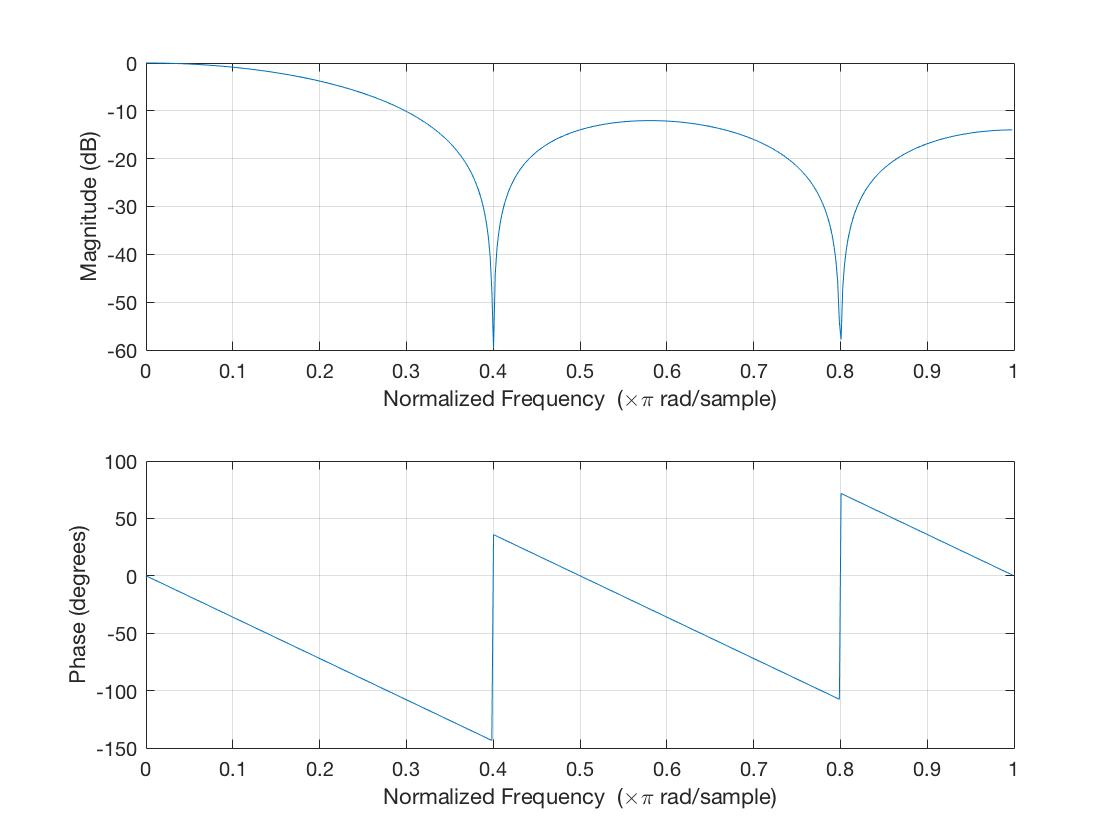 0
-10
-20
-30
-40
-50
-60
Magnitude (dB)
0 0.1 0.2 0.3 0.4 0.5 0.6 0.7 0.8 0.9 1
Normalized Frequency (×π rad/sample)
100
50
0
-50
-100
-150
Phase (degrees)
0 0.1 0.2 0.3 0.4 0.5 0.6 0.7 0.8 0.9 1
Normalized Frequency (×π rad/sample)